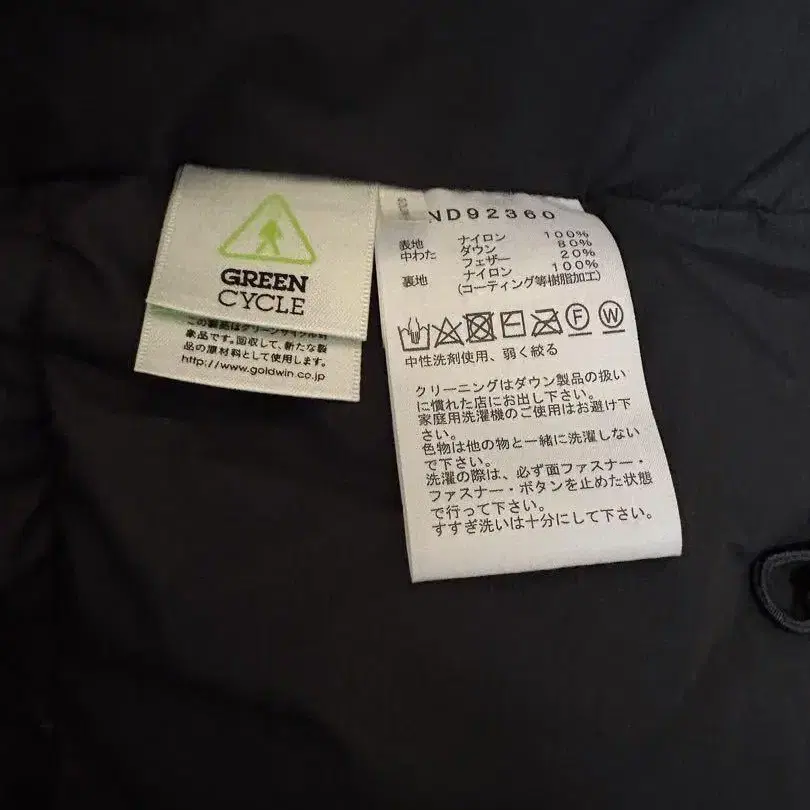 GREEN
CYCLE
この製品はグリーンサイクル対
象品です。回収して、新たな製
品の原材料として使用します。
http://www.goldwin.co.jp
ND92360
表地 ナイロン 100%
中わた ダウン 80%
フェザー 20%
裏地 ナイロン 100%
(コーティング等樹脂加工)
F W
中性洗剤使用、弱く絞る
クリーニングはダウン製品の扱い
に慣れた店にお出し下さい。
家庭用洗濯機のご使用はお避け下
さい。
色物は他の物と一緒に洗濯しない
で下さい。
洗濯の際は、必ず面ファスナー・
ファスナー・ボタンを止めた状態
で行って下さい。
すすぎ洗いは十分にして下さい。